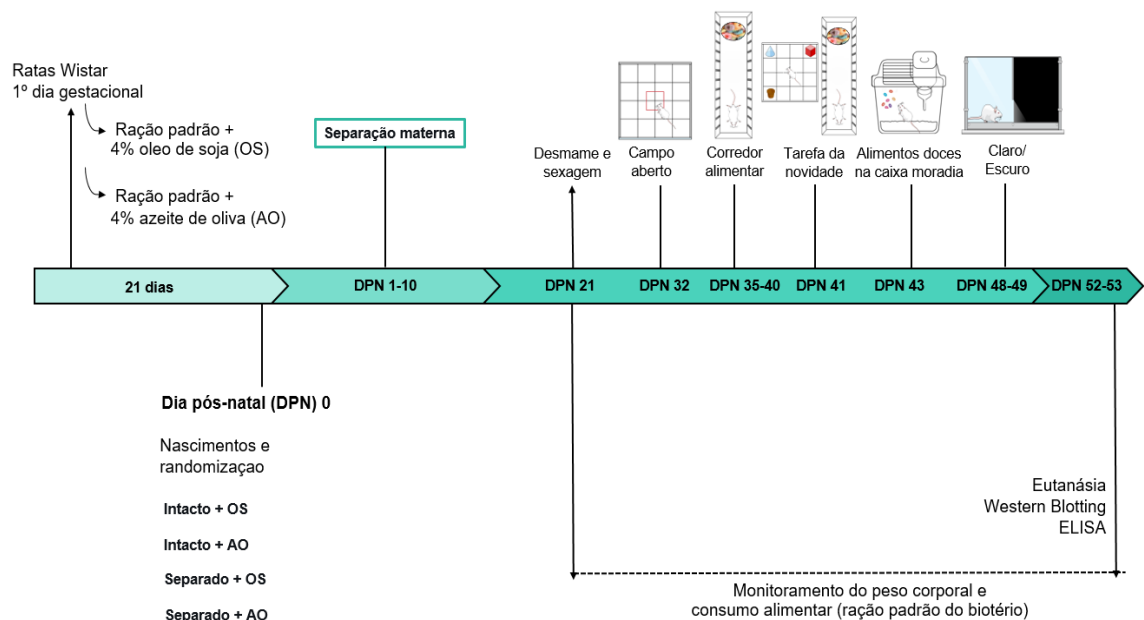 Ratas Wistar
1º dia gestacional
Ração padrão +
4% oleo de soja (OS)
Ração padrão +
4% azeite de oliva (AO)
Separação materna
Desmame e
sexagem
Campo
aberto
Corredor
alimentar
Tarefa da
novidade
Alimentos doces
na caixa moradia
Claro/
Escuro
21 dias
DPN 1-10
DPN 21
DPN 32
DPN 35-40
DPN 41
DPN 43
DPN 48-49
DPN 52-53
Dia pós-natal (DPN) 0
Nascimentos e
randomizaçao
Intacto + OS
Intacto + AO
Separado + OS
Separado + AO
Eutanásia
Western Blotting
ELISA
Monitoramento do peso corporal e
consumo alimentar (ração padrão do biotério)